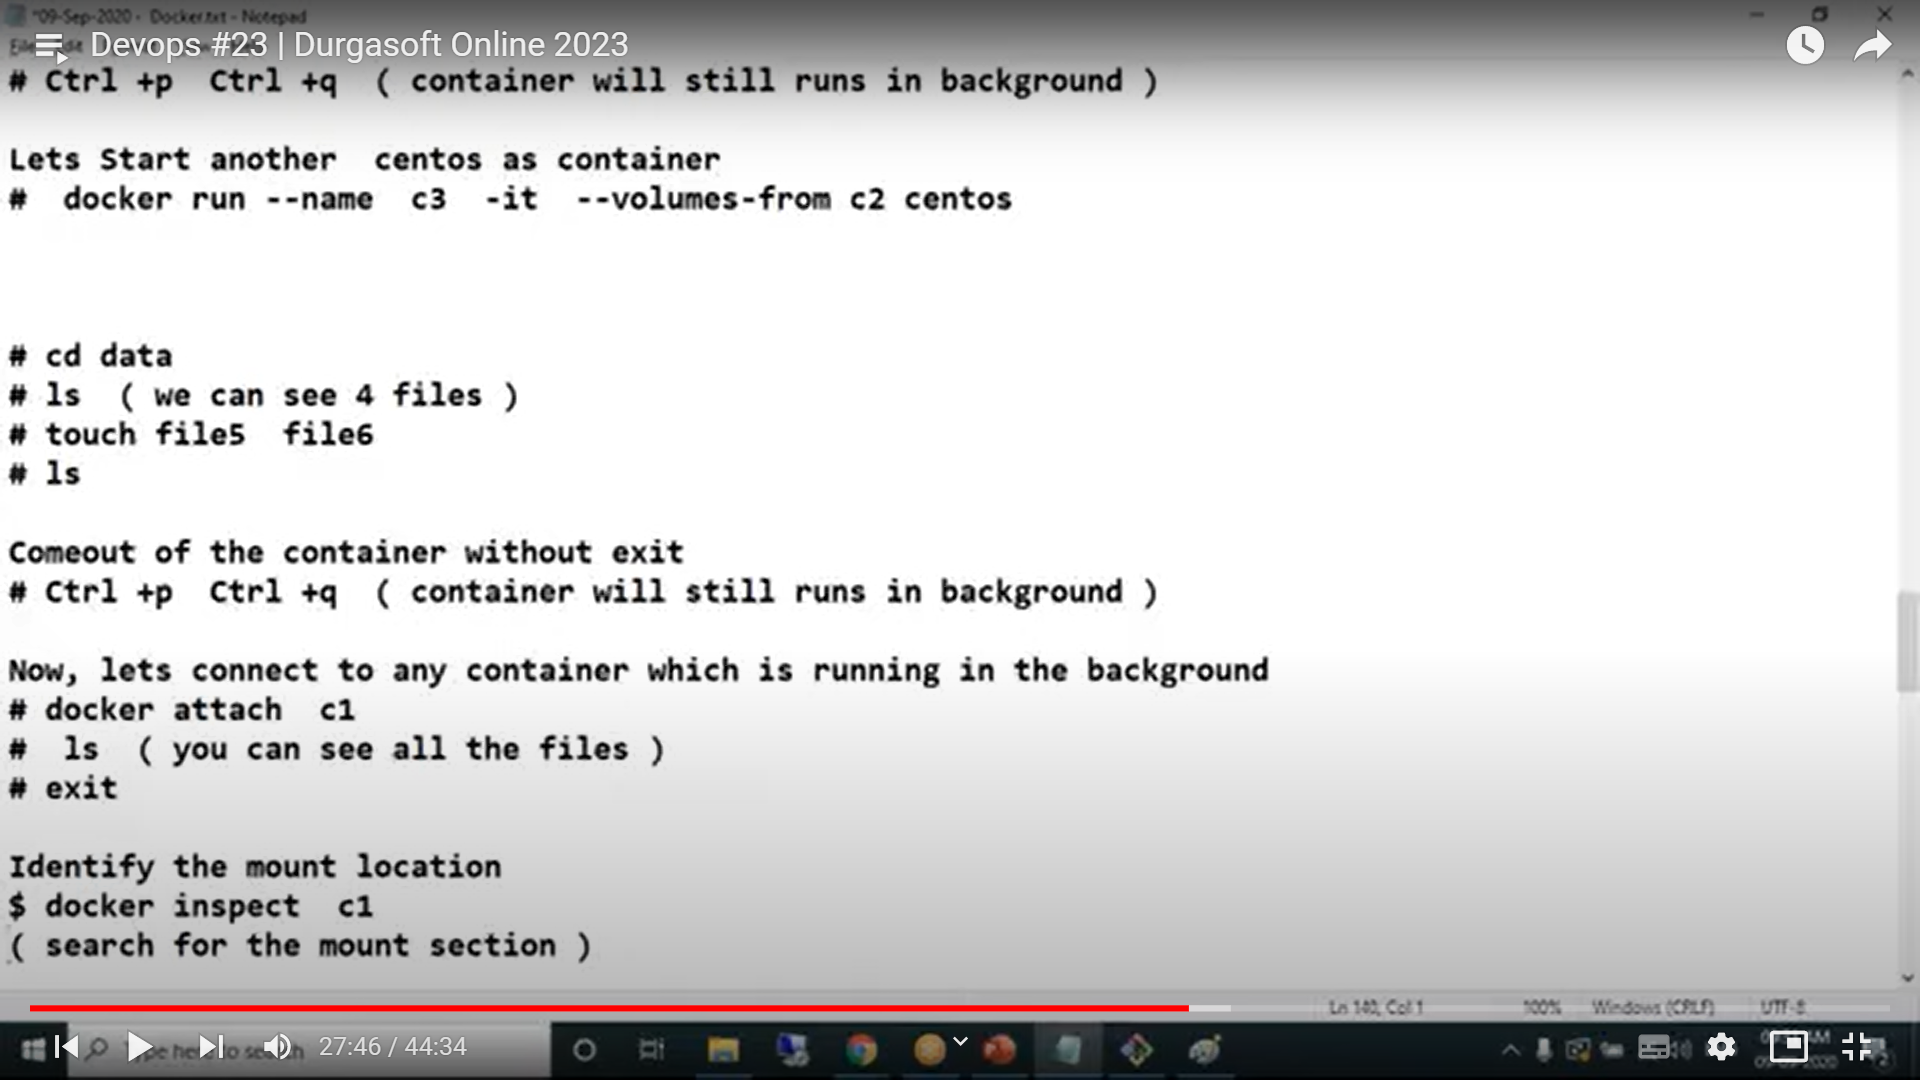 *09-Sep-2020 - Docker.txt - Notepad
Devops #23 | Durgasoft Online 2023
# Ctrl +p  Ctrl +q  ( container will still runs in background )
Lets Start another  centos as container
#  docker run --name  c3  -it  --volumes-from c2 centos
# cd data
# ls  ( we can see 4 files )
# touch file5  file6
# ls
Comeout of the container without exit
# Ctrl +p  Ctrl +q  ( container will still runs in background )
Now, lets connect to any container which is running in the background
# docker attach  c1
#  ls  ( you can see all the files )
# exit
Identify the mount location
$ docker inspect  c1
( search for the mount section )
Ln 140, Col 1 100% Windows (CRLF) UTF-8
Type here to search
27:46 / 44:34